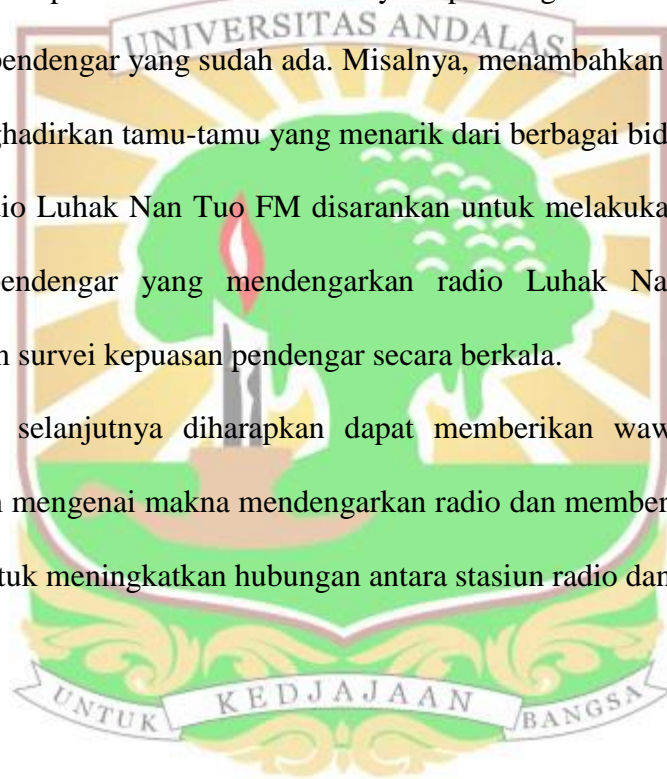 UNIVERSITAS ANDALAS
pendengar yang sudah ada. Misalnya, menambahkan
ghadirkan tamu-tamu yang menarik dari berbagai bid
dio Luhak Nan Tuo FM disarankan untuk melakuka
pendengar yang mendengarkan radio Luhak Na
n survei kepuasan pendengar secara berkala.
selanjutnya diharapkan dapat memberikan waw
n mengenai makna mendengarkan radio dan member
tuk meningkatkan hubungan antara stasiun radio dan
UNTUK KEDJAJAAN BANGSA